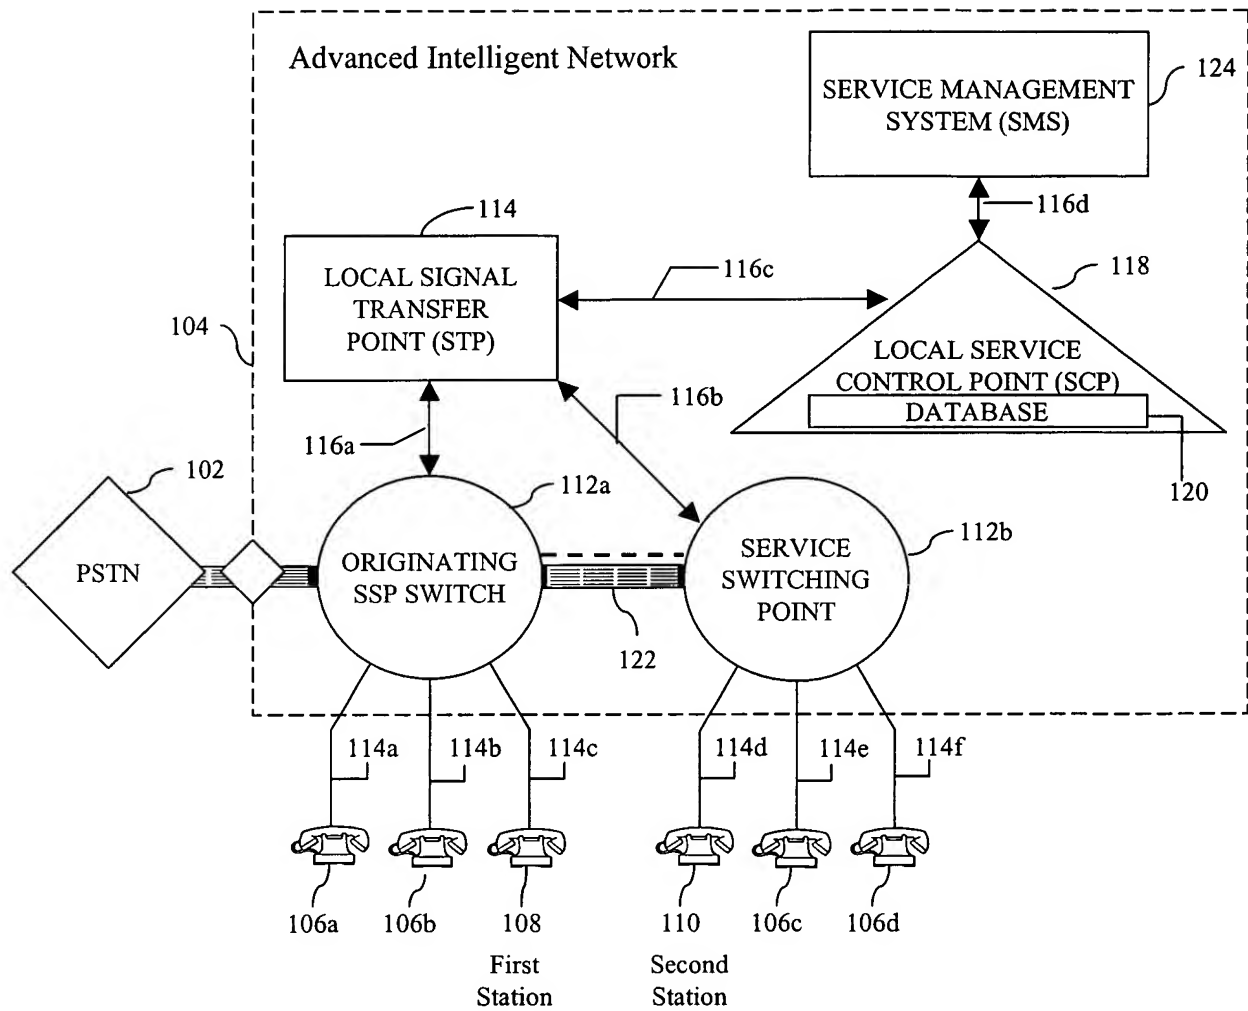 Advanced Intelligent Network
SERVICE MANAGEMENT
SYSTEM (SMS)
124
116d
114
LOCAL SIGNAL
TRANSFER
POINT (STP)
116c
118
104
LOCAL SERVICE
CONTROL POINT (SCP)
DATABASE
116b
116a
120
102
112a
112b
PSTN
ORIGINATING
SSP SWITCH
SERVICE
SWITCHING
POINT
122
114a
114b
114c
114d
114e
114f
106a
106b
108
110
106c
106d
First
Station
Second
Station